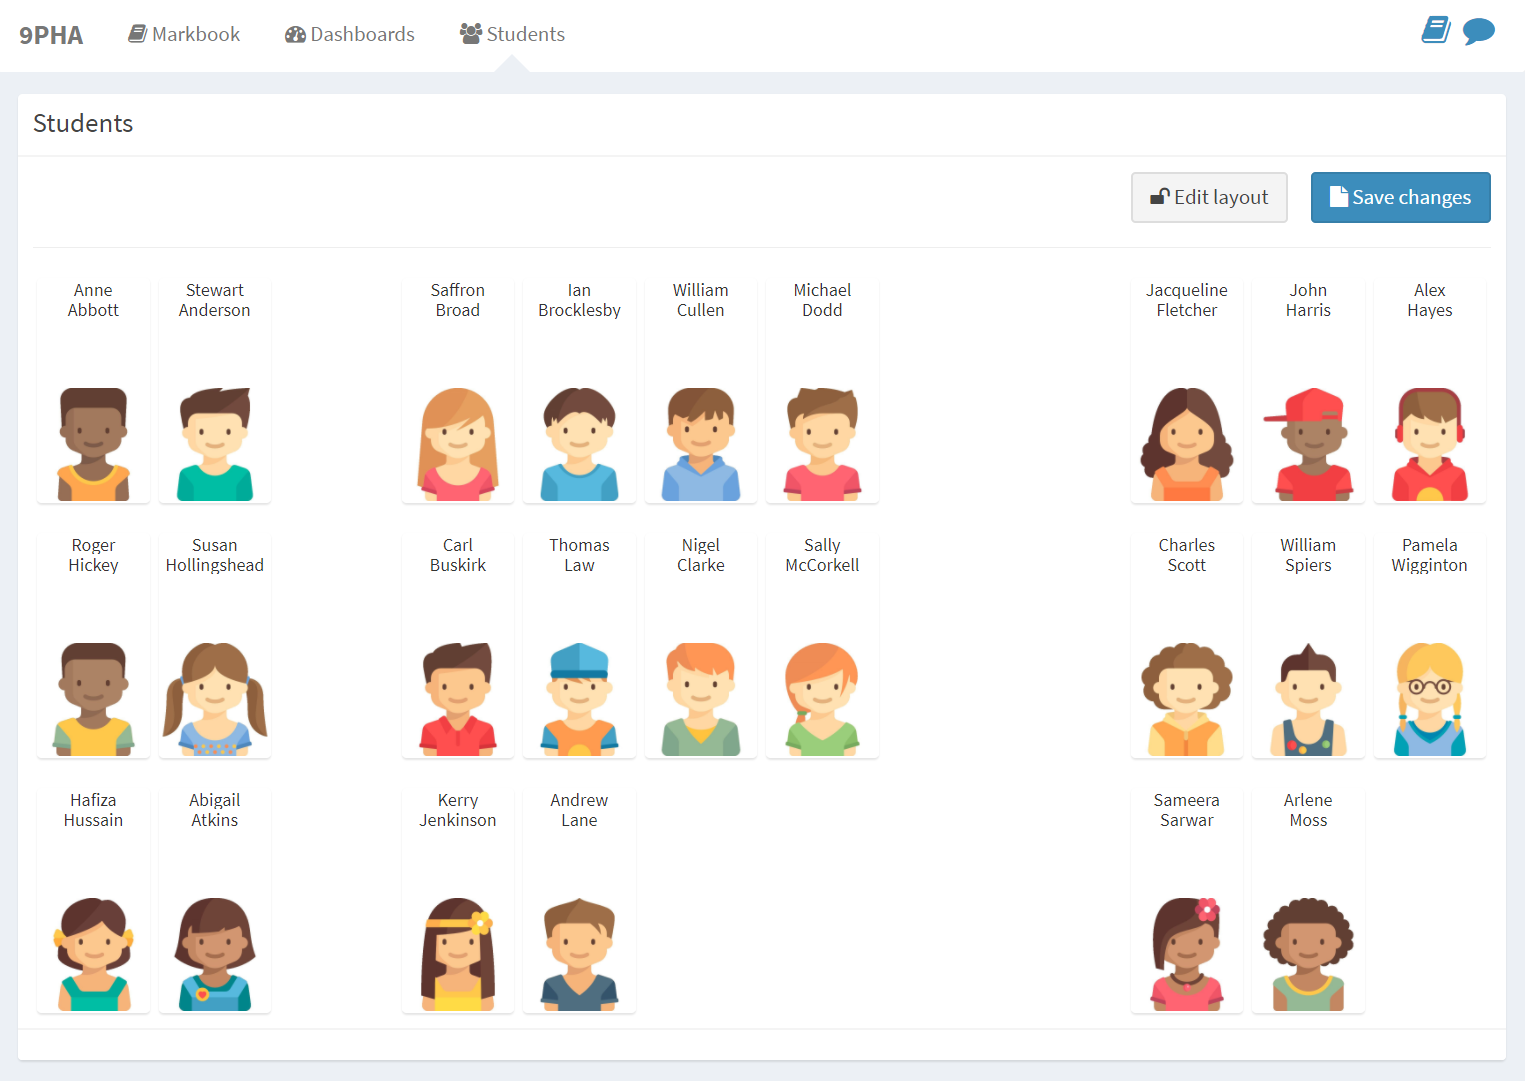 9PHA Markbook Dashboards Students
Students
Edit layout Save changes
Anne
Abbott
Stewart
Anderson
Saffron
Broad
Ian
Brocklesby
William
Cullen
Michael
Dodd
Jacqueline
Fletcher
John
Harris
Alex
Hayes
Roger
Hickey
Susan
Hollingshead
Carl
Buskirk
Thomas
Law
Nigel
Clarke
Sally
McCorkell
Charles
Scott
William
Spiers
Pamela
Wigginton
Hafiza
Hussain
Abigail
Atkins
Kerry
Jenkinson
Andrew
Lane
Sameera
Sarwar
Arlene
Moss